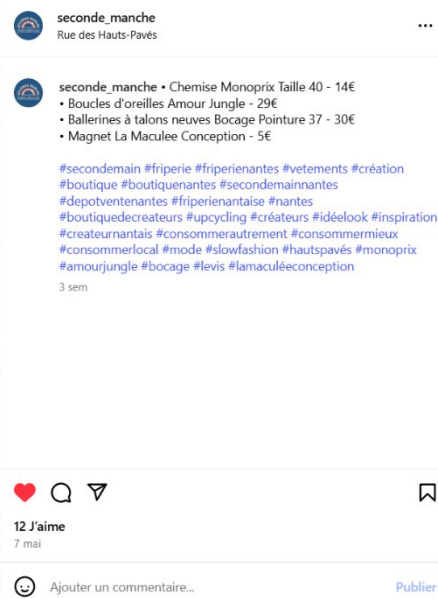 seconde_manche
Rue des Hauts-Pavés
seconde_manche • Chemise Monoprix Taille 40 - 14€
• Boucles d'oreilles Amour Jungle - 29€
• Ballerines à talons neuves Bocage Pointure 37 - 30€
• Magnet La Maculee Conception - 5€
#secondemain #friperie #friperienantes #vetements #création
#boutique #boutiquenantes #secondemainnantes
#depotventenantes #friperienantaise #nantes
#boutiquedecreateurs #upcycling #créateurs #idéelook #inspiration
#createurnantais #consommerautrement #consommermieux
#consommerlocal #mode #slowfashion #hautspavés #monoprix
#amourjungle #bocage #levis #lamaculéeconception
3 sem
12 J’aime
7 mai
Ajouter un commentaire...
Publier